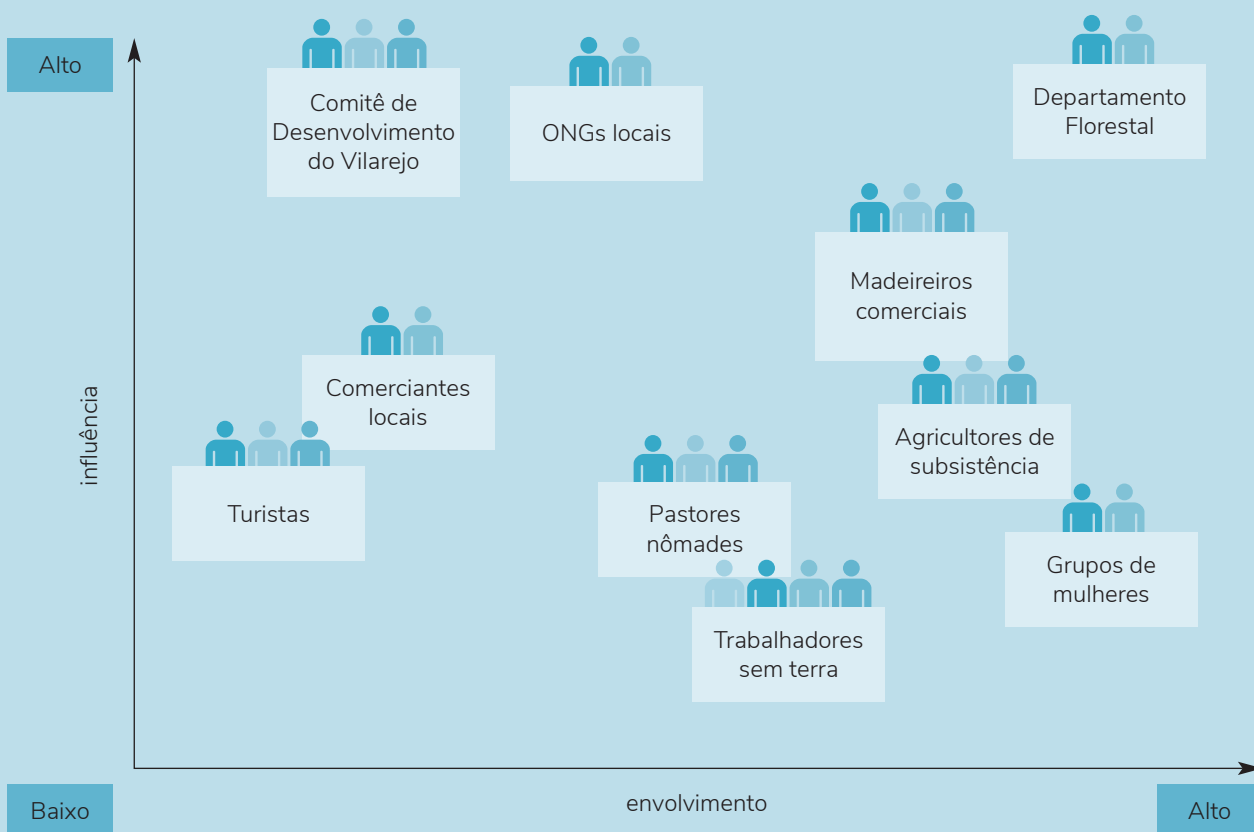 Alto
Comitê de
Desenvolvimento
do Vilarejo
ONGs locais
Departamento
Florestal
Madeireiros
comerciais
influência
Comerciantes
locais
Agricultores de
subsistência
Turistas
Pastores
nômades
Grupos de
mulheres
Trabalhadores
sem terra
Baixo
envolvimento
Alto